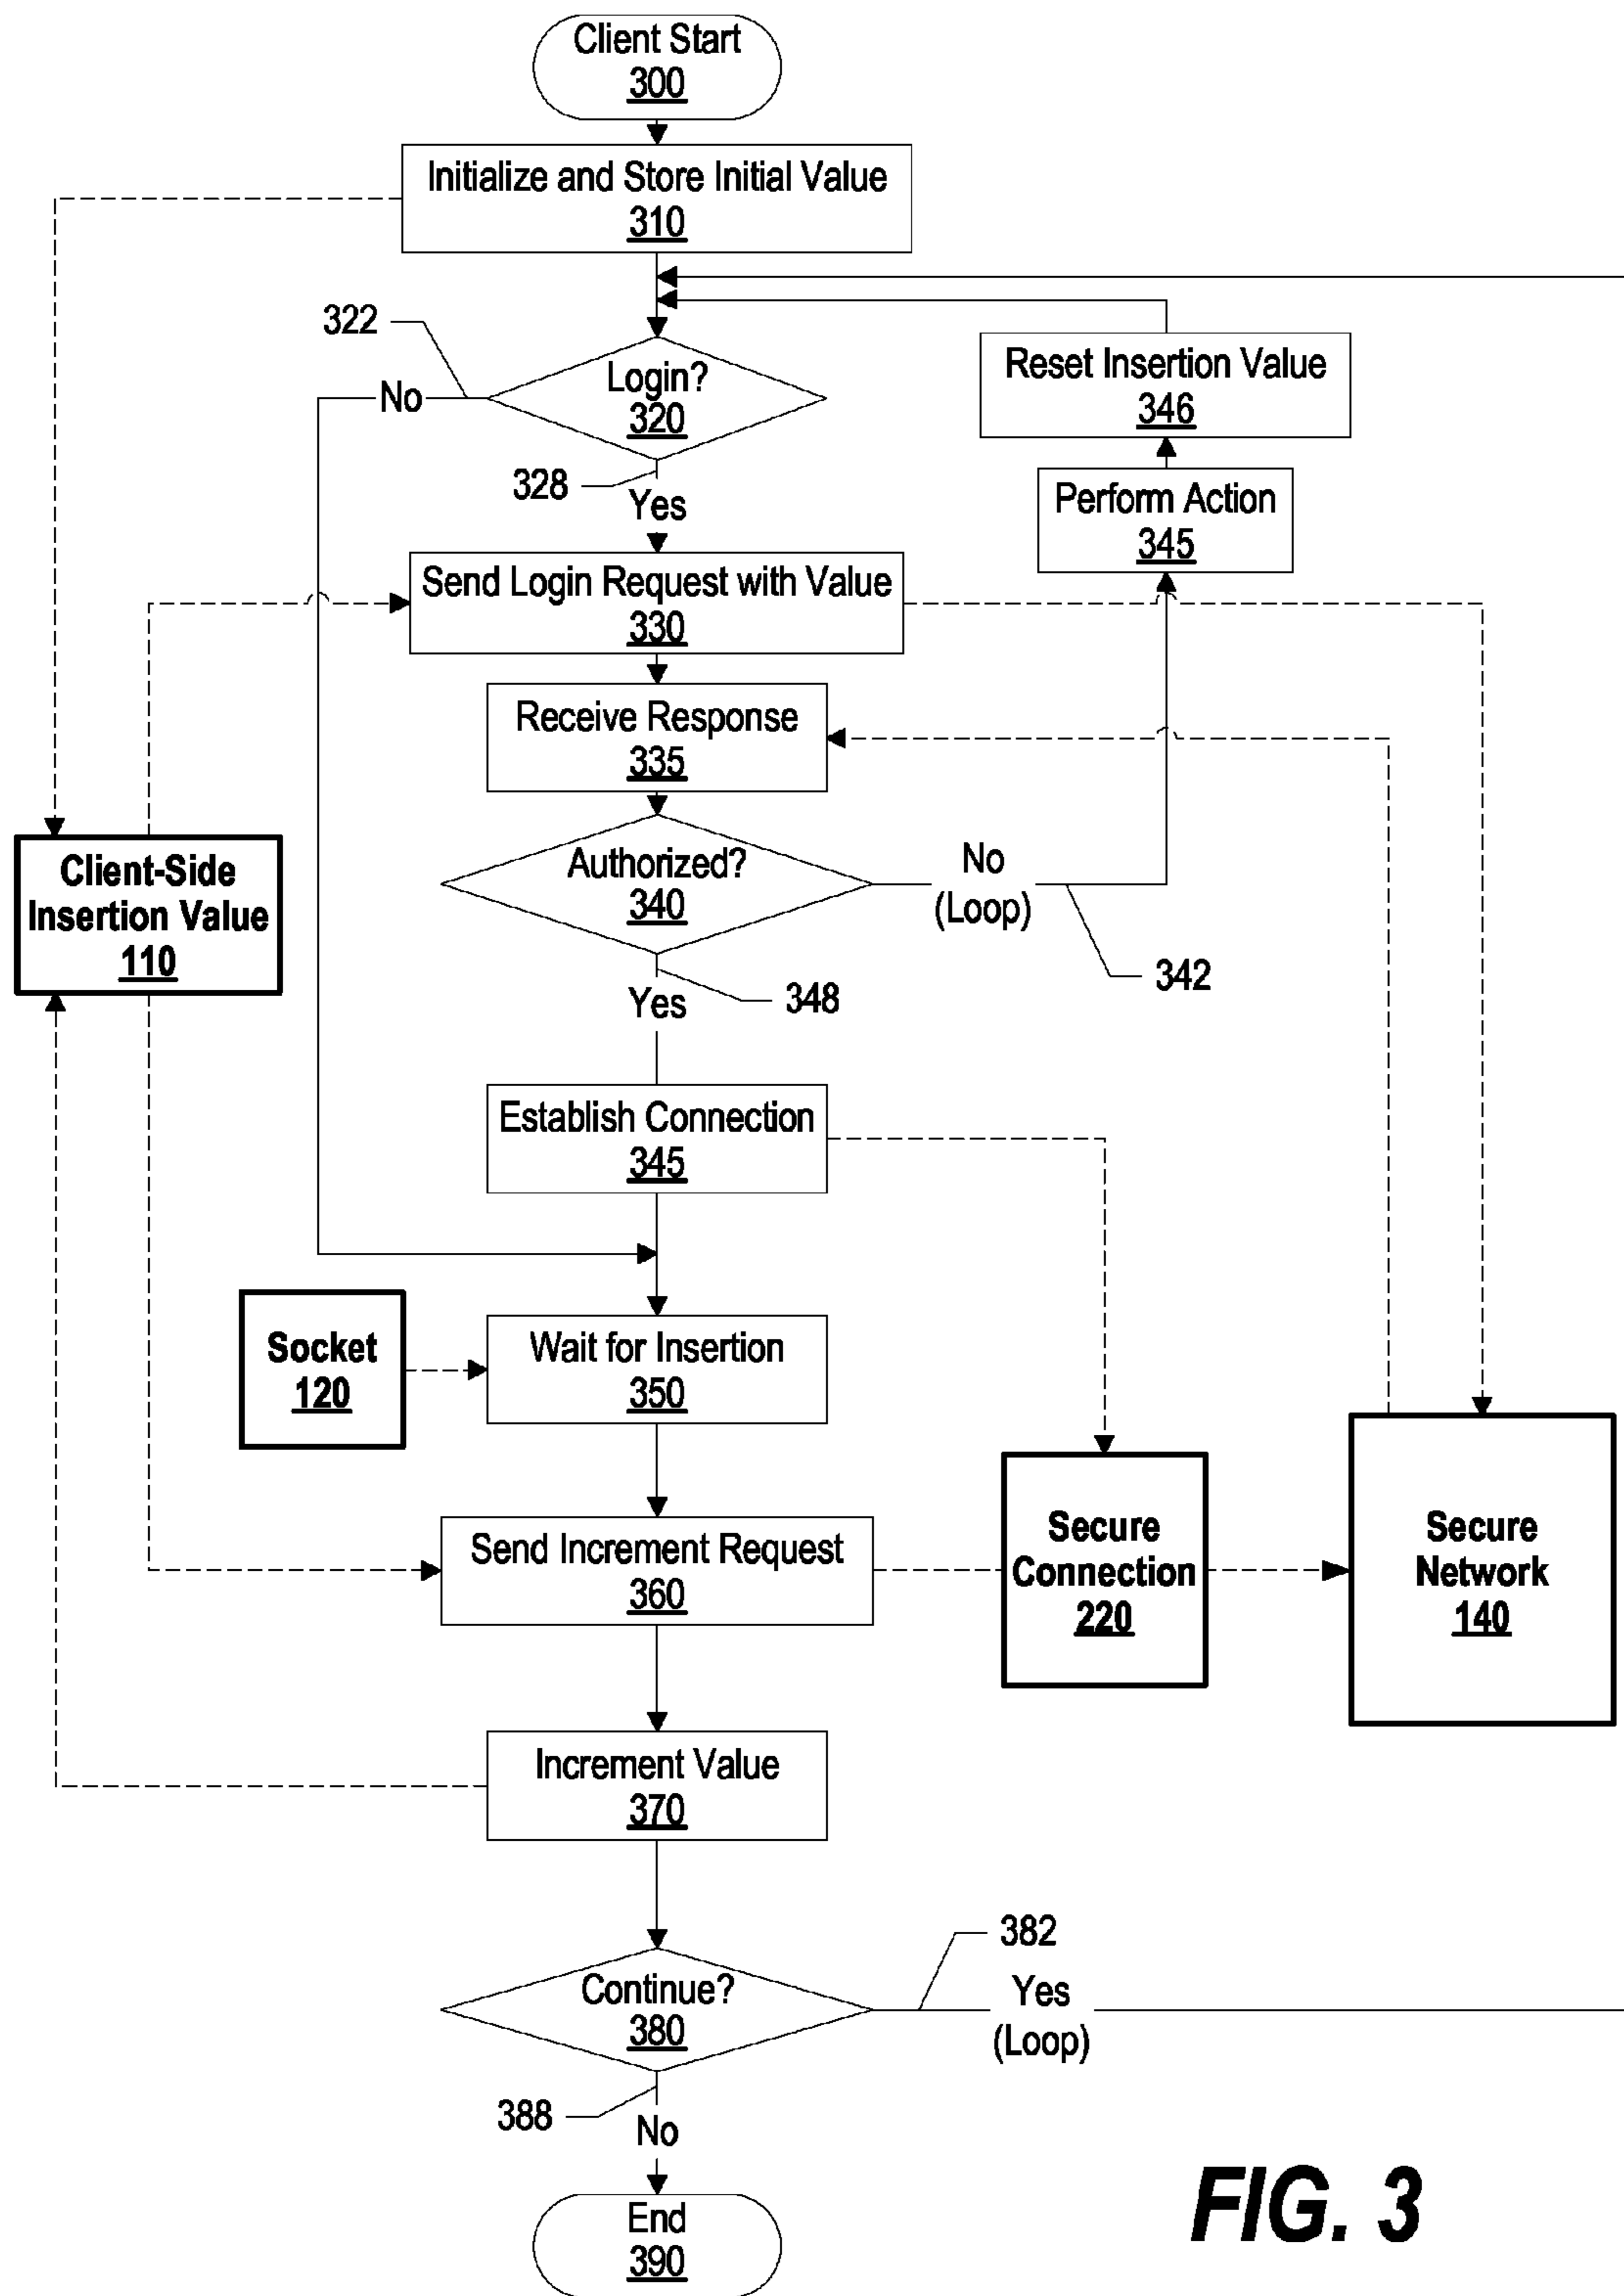 Client Start
300
Initialize and Store Initial Value
310
322
No
Login?
320
328
Yes
Reset Insertion Value
346
Perform Action
345
Send Login Request with Value
330
Receive Response
335
Authorized?
340
No
(Loop)
342
348
Yes
Client-Side
Insertion Value
110
Establish Connection
345
Socket
120
Wait for Insertion
350
Send Increment Request
360
Secure
Connection
220
Secure
Network
140
Increment Value
370
Continue?
380
382
Yes
(Loop)
388
No
End
390
FIG. 3